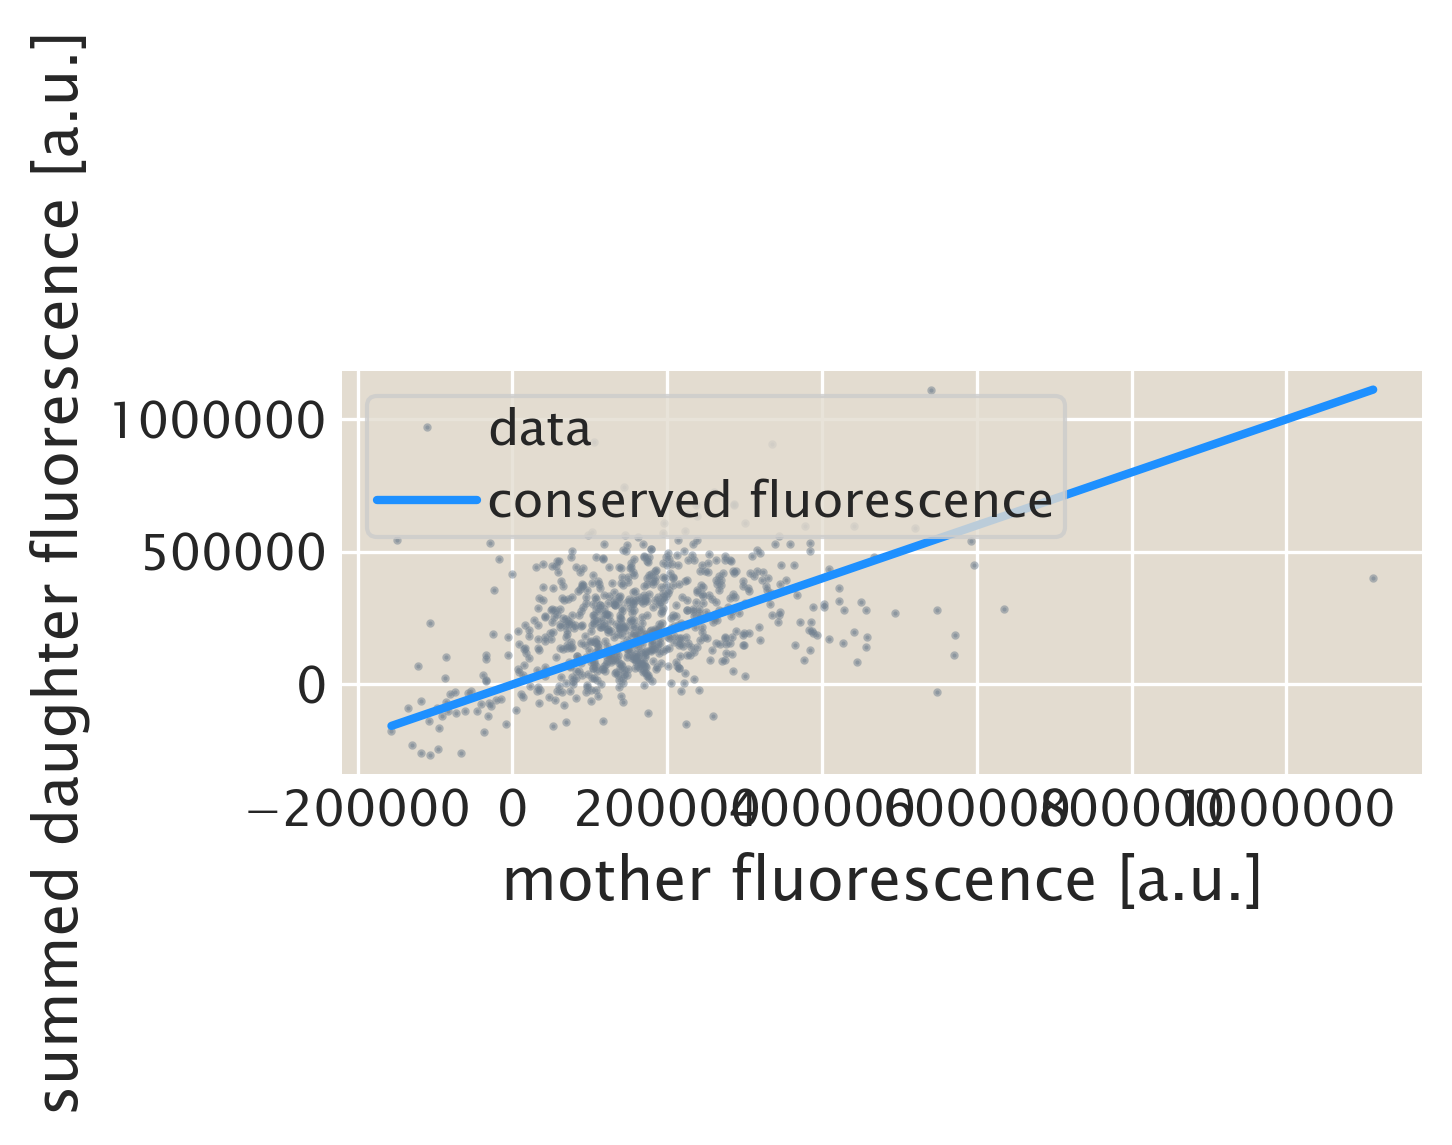 summed daughter fluorescence [a.u.]
data
conserved fluorescence
1000000
500000
0
−200000 0 200000 400000 600000 800000 1000000
mother fluorescence [a.u.]